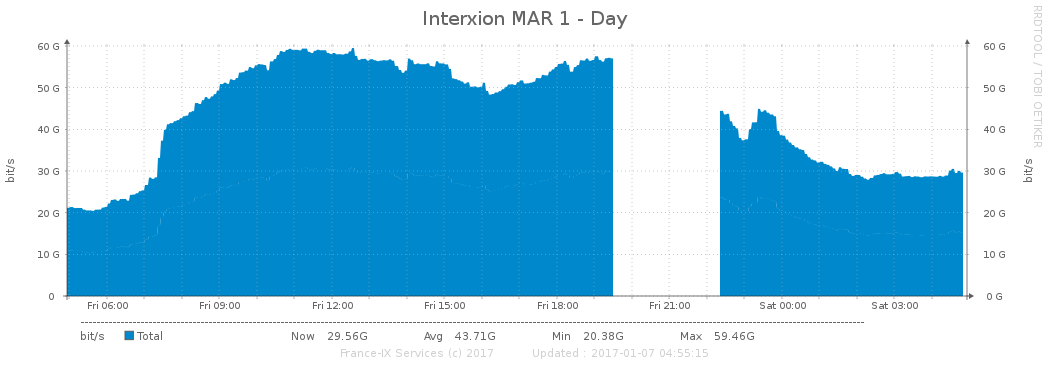 Interxion MAR 1 - Day
RRDTOOL / TOBI OETIKER
60 G 60 G
50 G 50 G
40 G 40 G
30 G 30 G
20 G 20 G
10 G 10 G
0 0 G
bit/s bit/s
Fri 06:00 Fri 09:00 Fri 12:00 Fri 15:00 Fri 18:00 Fri 21:00 Sat 00:00 Sat 03:00
bit/s Total Now 29.56G Avg 43.71G Min 20.38G Max 59.46G
France-IX Services (c) 2017 Updated : 2017-01-07 04:55:15